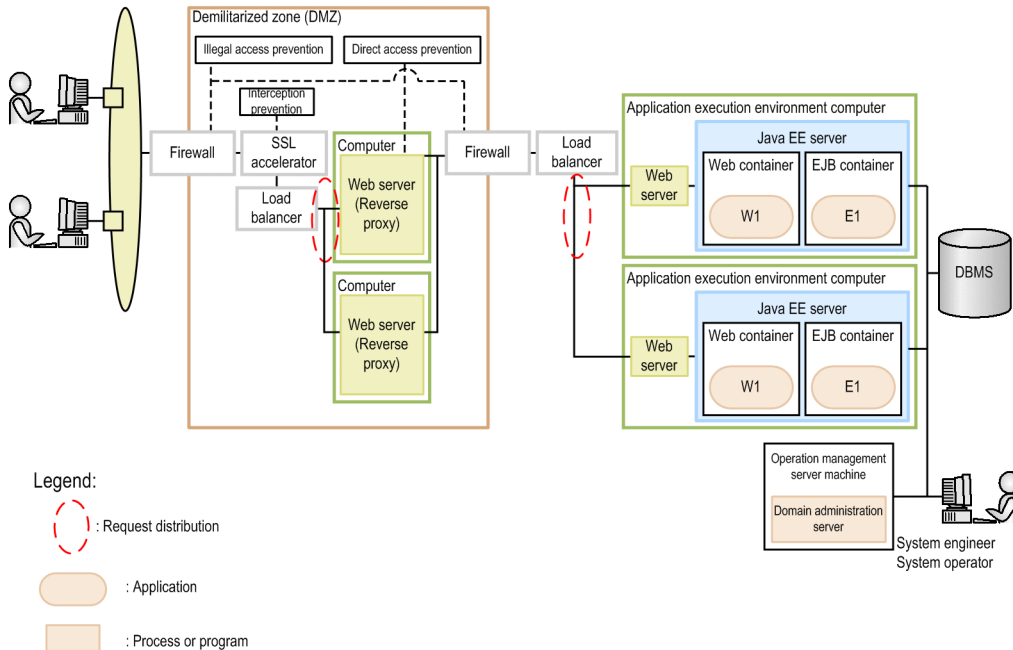 Demilitarized zone (DMZ)
Illegal access prevention
Direct access prevention
Interception
prevention
Firewall
SSL
accelerator
Load
balancer
Computer
Web server
(Reverse
proxy)
Computer
Web server
(Reverse
proxy)
Firewall
Load
balancer
Application execution environment computer
Java EE server
Web
server
Web container
W1
EJB container
E1
Application execution environment computer
Java EE server
Web
server
Web container
W1
EJB container
E1
DBMS
Operation management
server machine
Domain administration
server
System engineer
System operator
Legend:
: Request distribution
: Application
: Process or program